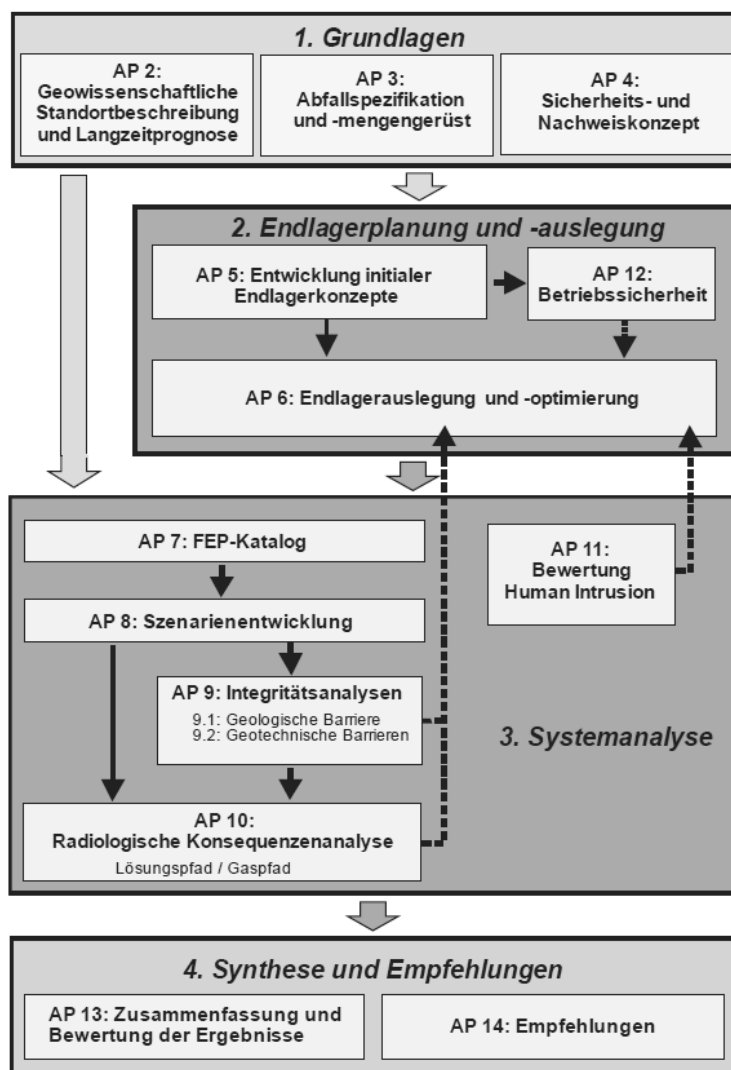 1. Grundlagen
AP 2:
Geowissenschaftliche
Standortbeschreibung
und Langzeitprognose
AP 3:
Abfallspezifikation
und -mengengerüst
AP 4:
Sicherheits- und
Nachweiskonzept
2. Endlagerplanung und -auslegung
AP 5: Entwicklung initialer
Endlagerkonzepte
AP 12:
Betriebssicherheit
AP 6: Endlagerauslegung und -optimierung
AP 7: FEP-Katalog
AP 11:
Bewertung
Human Intrusion
AP 8: Szenarienentwicklung
AP 9: Integritätsanalysen
9.1: Geologische Barriere
9.2: Geotechnische Barrieren
3. Systemanalyse
AP 10:
Radiologische Konsequenzenanalyse
Lösungspfad / Gaspfad
4. Synthese und Empfehlungen
AP 13: Zusammenfassung und
Bewertung der Ergebnisse
AP 14: Empfehlungen